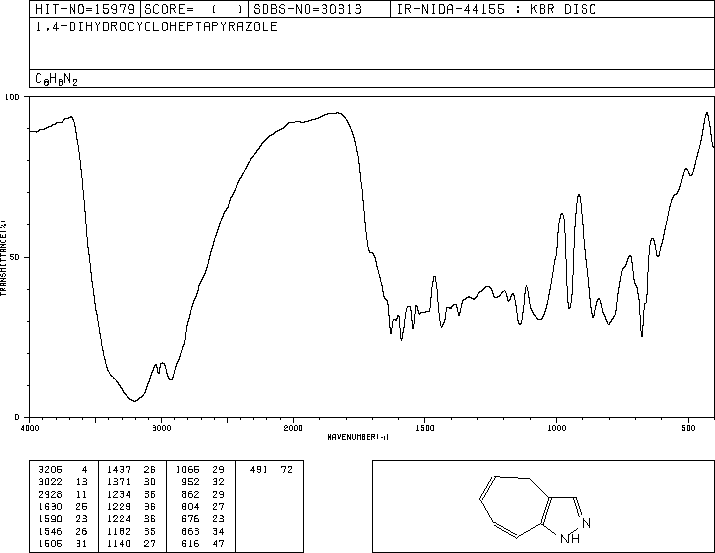 HIT-NO=15979 SCORE= ( ) SDBS-NO=30313 IR-NIDA-44155 : KBR DISC
1,4-DIHYDROCYCLOHEPTAPYRAZOLE
C8H8N2
100
50
0
TRANSMITTANCE(%)
4000 3000 2000 1500 1000 500
WAVENUMBER(-1)
3205 4 1437 26 1066 29 491 72
3022 13 1371 30 952 32
2928 11 1234 36 862 29
1630 25 1229 36 804 27
1590 23 1224 36 676 23
1546 26 1182 35 663 34
1505 31 1140 27 616 47
N
NH